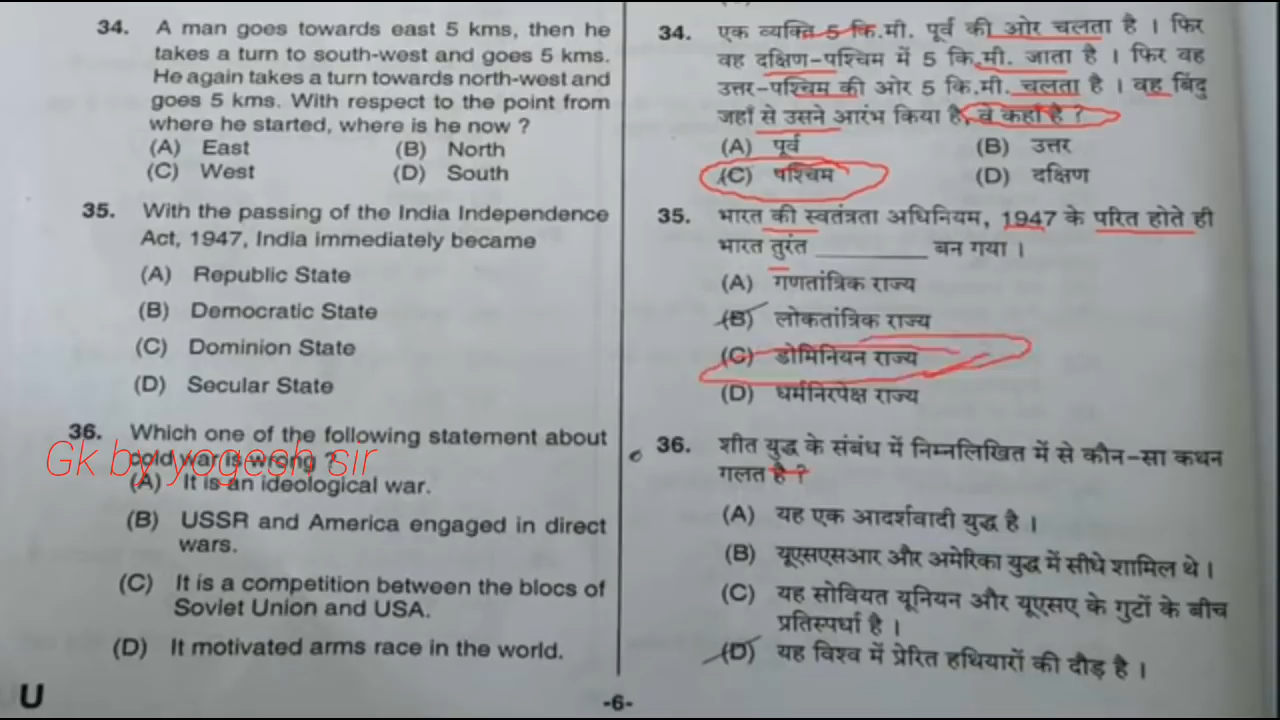 34. A man goes towards east 5 kms, then he
takes a turn to south-west and goes 5 kms.
He again takes a turn towards north-west and
goes 5 kms. With respect to the point from
where he started, where is he now ?
(A) East (B) North
(C) West (D) South
35. With the passing of the India Independence
Act, 1947, India immediately became
(A) Republic State
(B) Democratic State
(C) Dominion State
(D) Secular State
36. Which one of the following statement about
cold war is wrong ?
Gk by yogesh sir
(A) It is an ideological war.
(B) USSR and America engaged in direct
wars.
(C) It is a competition between the blocs of
Soviet Union and USA.
(D) It motivated arms race in the world.
U
34. एक व्यक्ति 5 कि.मी. पूर्व की ओर चलता है । फिर
वह दक्षिण-पश्चिम में 5 कि.मी. जाता है । फिर वह
उत्तर-पश्चिम की ओर 5 कि.मी. चलता है । वह बिंदु
जहाँ से उसने आरंभ किया है, वे कहाँ है ?
(A) पूर्व (B) उत्तर
(C) पश्चिम (D) दक्षिण
35. भारत की स्वतंत्रता अधिनियम, 1947 के परित होते ही
भारत तुरंत __________ बन गया ।
(A) गणतांत्रिक राज्य
(B) लोकतांत्रिक राज्य
(C) डोमिनियन राज्य
(D) धर्मनिरपेक्ष राज्य
36. शीत युद्ध के संबंध में निम्नलिखित में से कौन-सा कथन
गलत है ?
(A) यह एक आदर्शवादी युद्ध है ।
(B) यूएसएसआर और अमेरिका युद्ध में सीधे शामिल थे ।
(C) यह सोवियत यूनियन और यूएसए के गुटों के बीच
प्रतिस्पर्धा है ।
(D) यह विश्व में प्रेरित हथियारों की दौड़ है ।
-6-